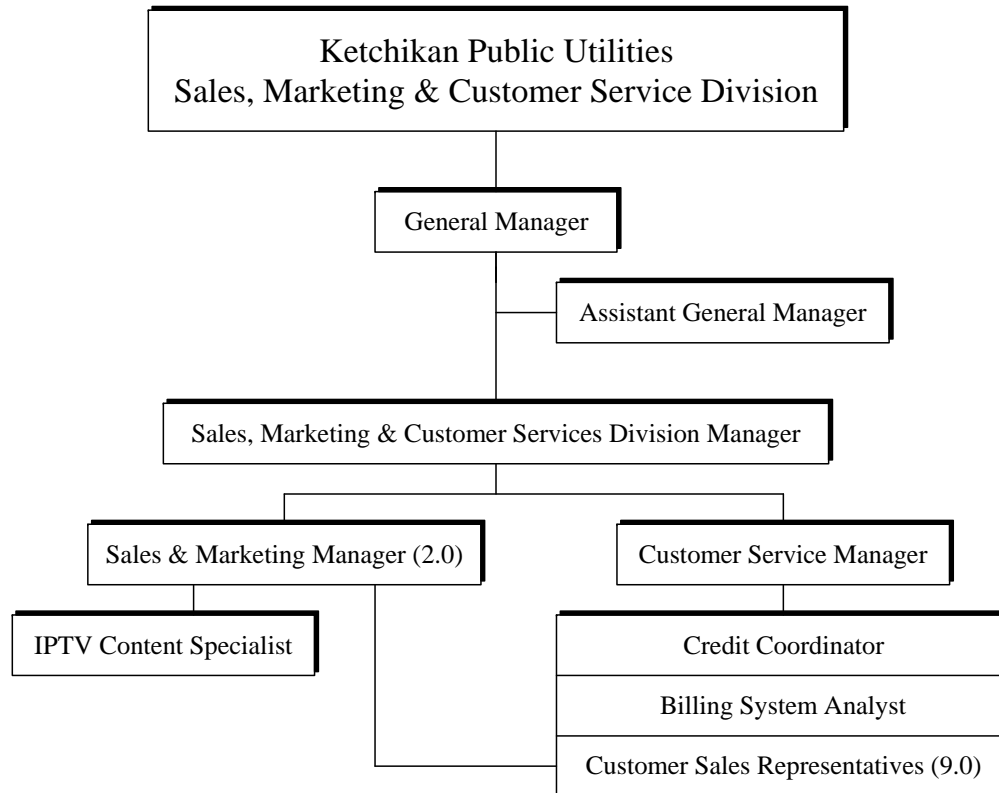 Ketchikan Public Utilities
Sales, Marketing & Customer Service Division
General Manager
Assistant General Manager
Sales, Marketing & Customer Services Division Manager
Sales & Marketing Manager (2.0)
Customer Service Manager
IPTV Content Specialist
Credit Coordinator
Billing System Analyst
Customer Sales Representatives (9.0)